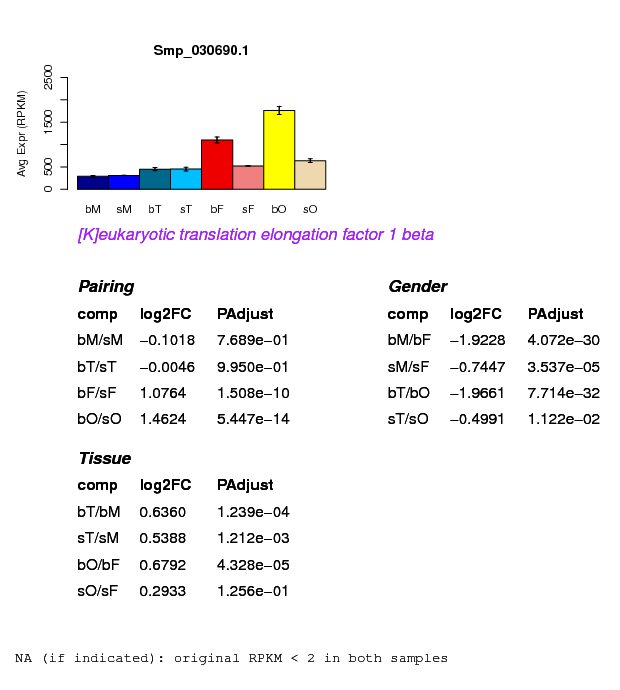 Smp_030690.1
Avg Expr (RPKM)
2500
1500
500
0
bM sM bT sT bF sF bO sO
[K]eukaryotic translation elongation factor 1 beta
Pairing
comp log2FC PAdjust
bM/sM −0.1018 7.689e−01
bT/sT −0.0046 9.950e−01
bF/sF 1.0764 1.508e−10
bO/sO 1.4624 5.447e−14
Gender
comp log2FC PAdjust
bM/bF −1.9228 4.072e−30
sM/sF −0.7447 3.537e−05
bT/bO −1.9661 7.714e−32
sT/sO −0.4991 1.122e−02
Tissue
comp log2FC PAdjust
bT/bM 0.6360 1.239e−04
sT/sM 0.5388 1.212e−03
bO/bF 0.6792 4.328e−05
sO/sF 0.2933 1.256e−01
NA (if indicated): original RPKM < 2 in both samples